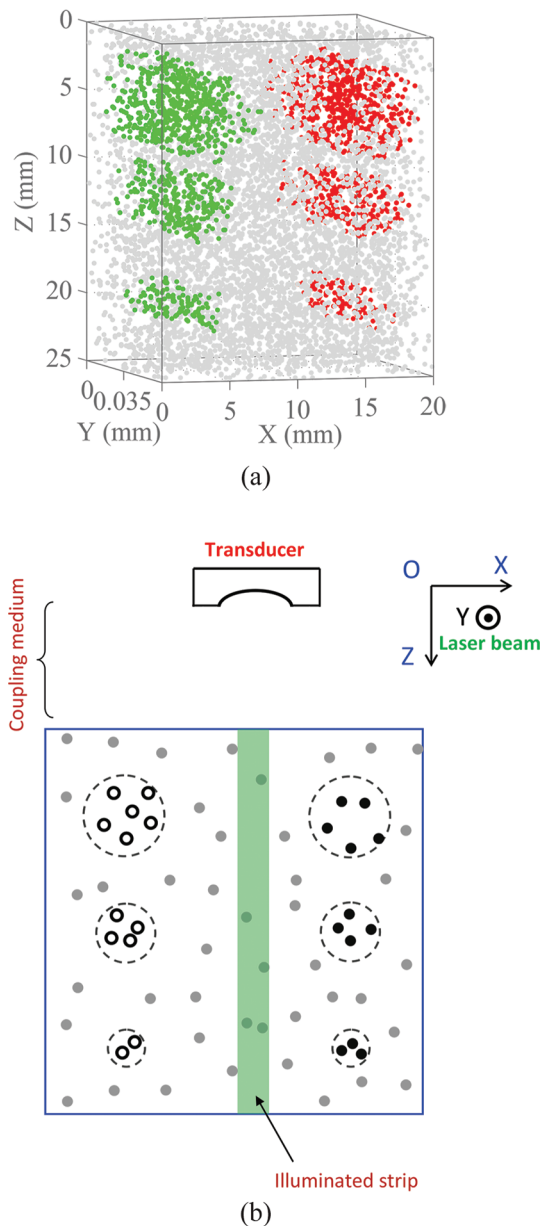 0
5
10
15
20
25
Z (mm)
0
0.035
Y (mm)
0
5
10
15
20
X (mm)
(a)
Transducer
O
X
Y
Laser beam
Z
Coupling medium
Illuminated strip
(b)